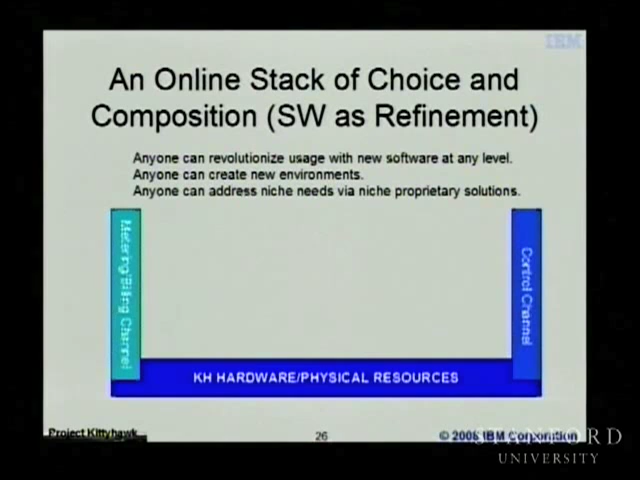 IBM
An Online Stack of Choice and
Composition (SW as Refinement)
Anyone can revolutionize usage with new software at any level.
Anyone can create new environments.
Anyone can address niche needs via niche proprietary solutions.
Metering/Billing Channel
Control Channel
KH HARDWARE/PHYSICAL RESOURCES
Project Kittyhawk
26
© 2008 IBM Corporation
STANFORD
UNIVERSITY